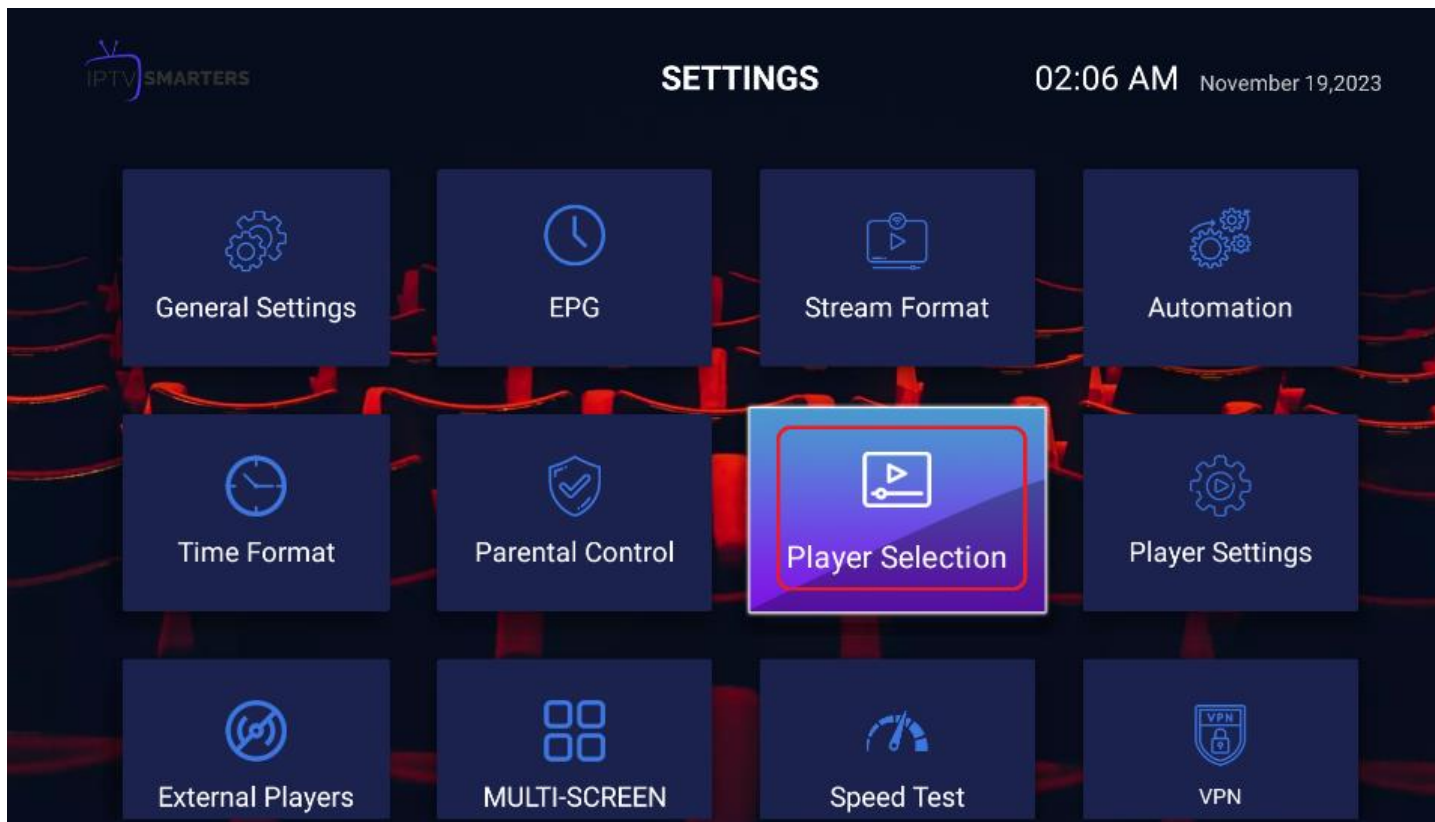 IPTV SMARTERS
SETTINGS
02:06 AM November 19,2023
General Settings
EPG
Stream Format
Automation
Time Format
Parental Control
Player Selection
Player Settings
External Players
MULTI-SCREEN
Speed Test
VPN
VPN